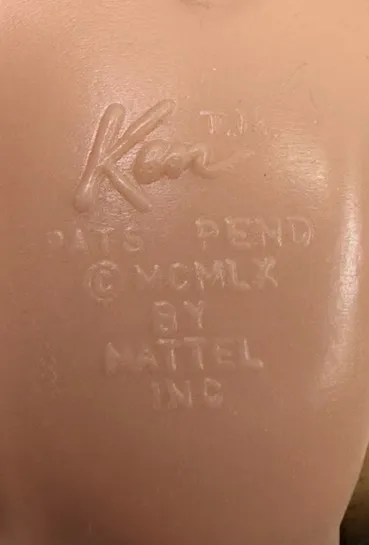 Ken T.M.
PATS PEND
© MCMLX
BY
MATTEL
INC